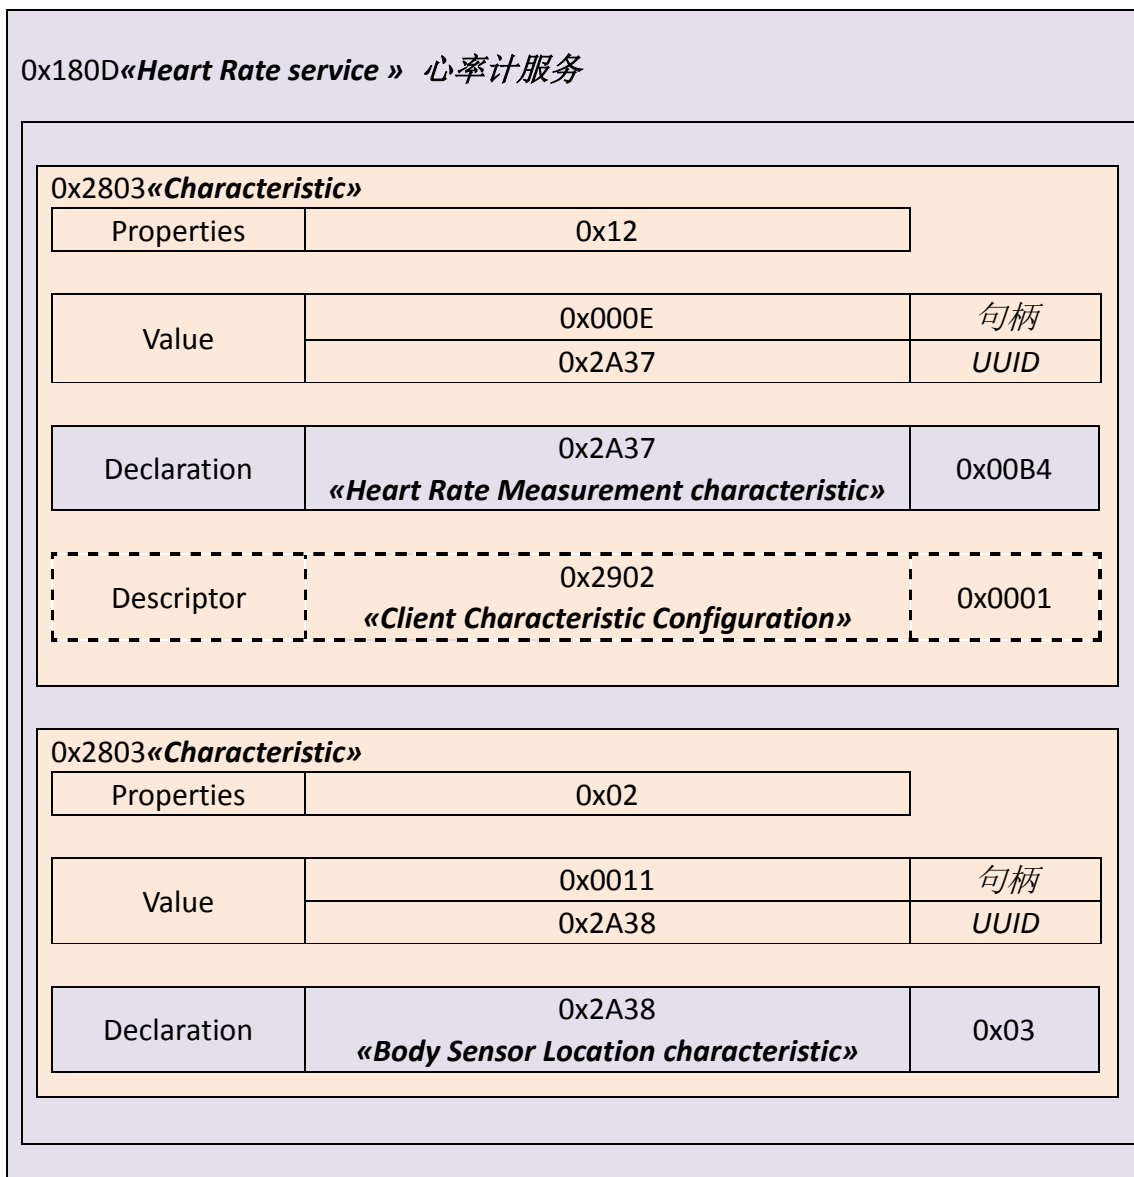 0x180D«Heart Rate service » 心率计服务
0x2803«Characteristic»
Properties 0x12
Value 0x000E 句柄
0x2A37 UUID
Declaration 0x2A37 0x00B4
«Heart Rate Measurement characteristic»
Descriptor 0x2902 0x0001
«Client Characteristic Configuration»
0x2803«Characteristic»
Properties 0x02
Value 0x0011 句柄
0x2A38 UUID
Declaration 0x2A38 0x03
«Body Sensor Location characteristic»